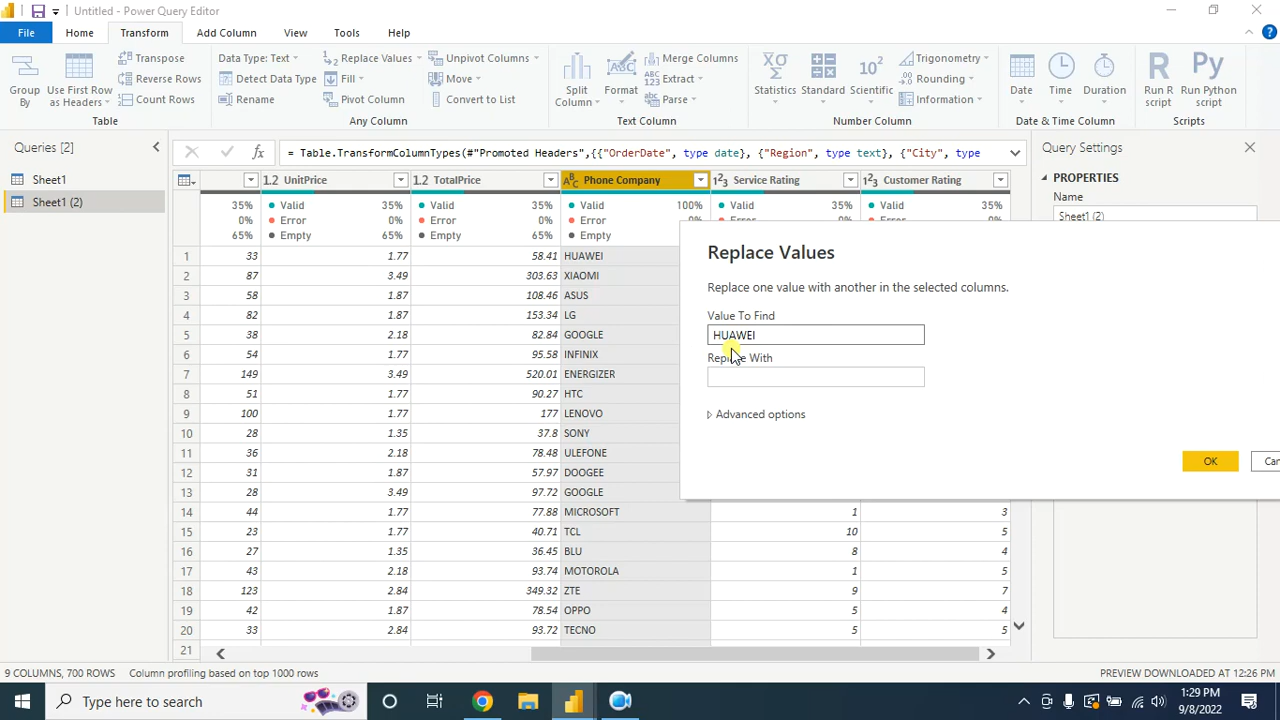 Untitled - Power Query Editor
File Home Transform Add Column View Tools Help
Group By
Use First Row as Headers
Transpose
Reverse Rows
Count Rows
Table
Data Type: Text
Detect Data Type
Rename
Replace Values
Fill
Pivot Column
Unpivot Columns
Move
Convert to List
Any Column
Split Column
Format
Merge Columns
Extract
Parse
Text Column
Statistics
Standard
Scientific
Trigonometry
Rounding
Information
Number Column
Date
Time
Duration
Date & Time Column
Run R script
Run Python script
Scripts
Queries [2]
Sheet1
Sheet1 (2)
= Table.TransformColumnTypes(#"Promoted Headers",{{"OrderDate", type date}, {"Region", type text}, {"City", type
Query Settings
PROPERTIES
Name
Sheet1 (2)
1.2 UnitPrice 1.2 TotalPrice ABC Phone Company 123 Service Rating 123 Customer Rating
35% Valid 35% Valid 35% Valid 100% Valid 35% Valid 35%
0% Error 0% Error 0% Error 0% Error 0% Error 0%
65% Empty 65% Empty 65% Empty
1 33 1.77 58.41 HUAWEI
2 87 3.49 303.63 XIAOMI
3 58 1.87 108.46 ASUS
4 82 1.87 153.34 LG
5 38 2.18 82.84 GOOGLE
6 54 1.77 95.58 INFINIX
7 149 3.49 520.01 ENERGIZER
8 51 1.77 90.27 HTC
9 100 1.77 177 LENOVO
10 28 1.35 37.8 SONY
11 36 2.18 78.48 ULEFONE
12 31 1.87 57.97 DOOGEE
13 28 3.49 97.72 GOOGLE
14 44 1.77 77.88 MICROSOFT 1 3
15 23 1.77 40.71 TCL 10 5
16 27 1.35 36.45 BLU 8 4
17 43 2.18 93.74 MOTOROLA 1 5
18 123 2.84 349.32 ZTE 9 7
19 42 1.87 78.54 OPPO 5 4
20 33 2.84 93.72 TECNO 5 5
21
Replace Values
Replace one value with another in the selected columns.
Value To Find
HUAWEI
Replace With
Advanced options
OK
Can
9 COLUMNS, 700 ROWS Column profiling based on top 1000 rows
PREVIEW DOWNLOADED AT 12:26 PM
Type here to search
1:29 PM
9/8/2022